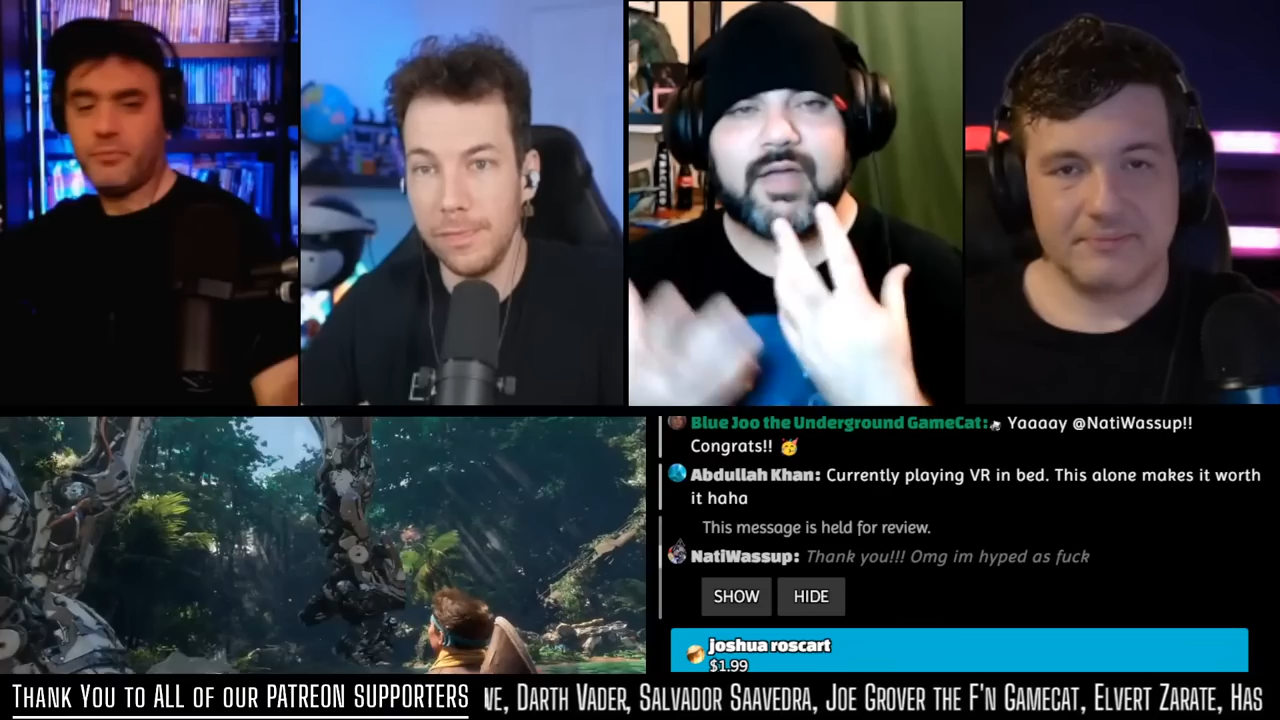 Blue Joo the Underground GameCat: Yaaaay @NatiWassup!!
Congrats!! 🥳
Abdullah Khan: Currently playing VR in bed. This alone makes it worth
it haha
This message is held for review.
NatiWassup: Thank you!!! Omg im hyped as fuck
SHOW HIDE
joshua roscart
$1.99
THANK YOU TO ALL OF OUR PATREON SUPPORTERS
VE, DARTH VADER, SALVADOR SAAVEDRA, JOE GROVER THE F'N GAMECAT, ELVERT ZARATE, HAS